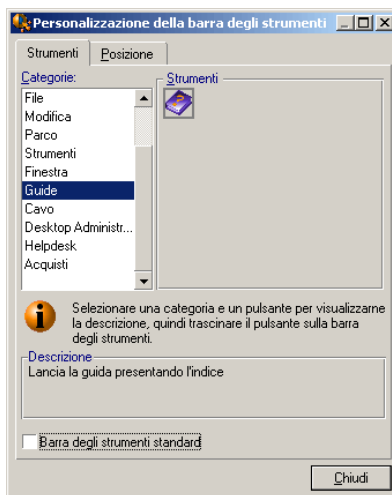 Personalizzazione della barra degli strumenti
Strumenti
Posizione
Categorie:
Strumenti
File
Modifica
Parco
Strumenti
Finestra
Guide
Cavo
Desktop Administr...
Helpdesk
Acquisti
Selezionare una categoria e un pulsante per visualizzarne
la descrizione, quindi trascinare il pulsante sulla barra
degli strumenti.
Descrizione
Lancia la guida presentando l'indice
Barra degli strumenti standard
Chiudi